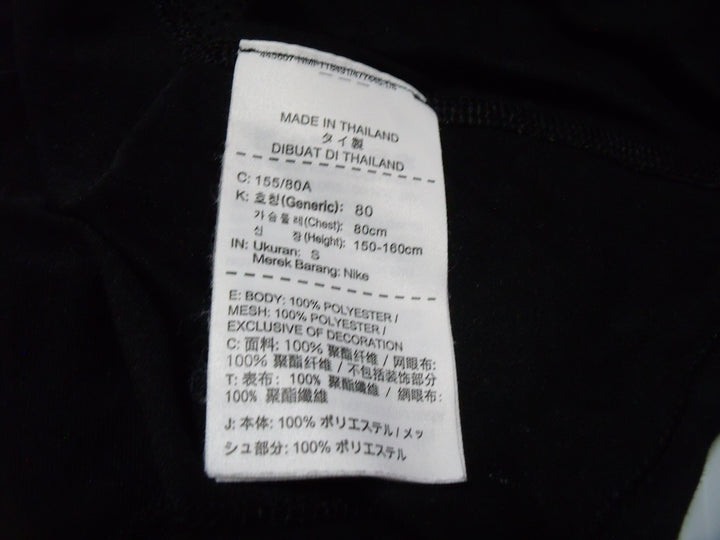 MADE IN THAILAND
タイ製
DIBUAT DI THAILAND
C: 155/80A
K: 호칭(Generic): 80
가슴둘레(Chest): 80cm
신 장(Height): 150-160cm
IN: Ukuran: S
Merek Barang: Nike
E: BODY: 100% POLYESTER /
MESH: 100% POLYESTER /
EXCLUSIVE OF DECORATION
C: 面料: 100% 聚酯纤维 / 网眼布:
100% 聚酯纤维 / 不包括装饰部分
T: 表布: 100% 聚酯纖維 / 網眼布:
100% 聚酯纖維
J: 本体: 100% ポリエステル / メッ
シュ部分: 100% ポリエステル